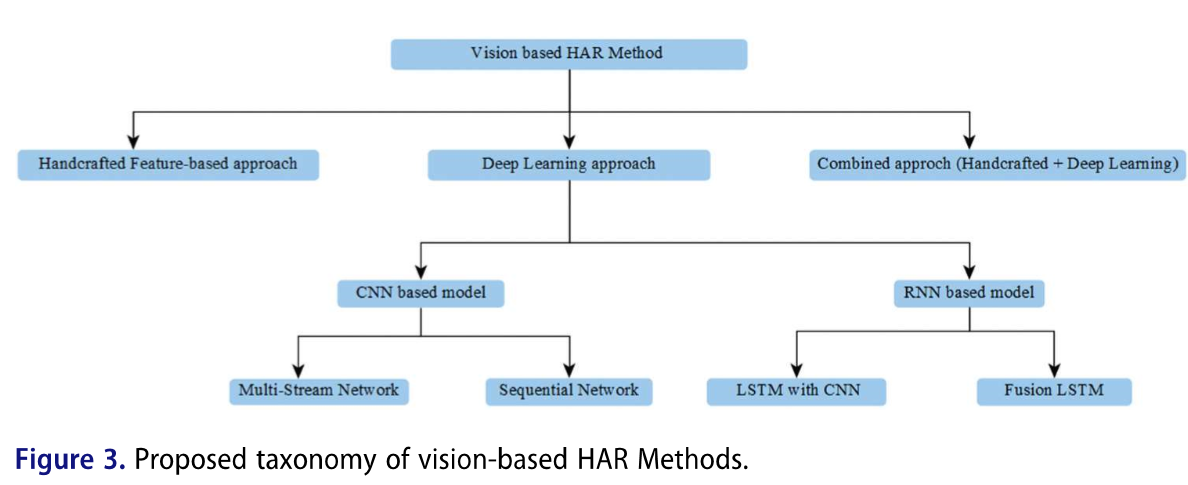 Vision based HAR Method
Handcrafted Feature-based approach
Deep Learning approach
Combined approch (Handcrafted + Deep Learning)
CNN based model
RNN based model
Multi-Stream Network
Sequential Network
LSTM with CNN
Fusion LSTM
Figure 3. Proposed taxonomy of vision-based HAR Methods.